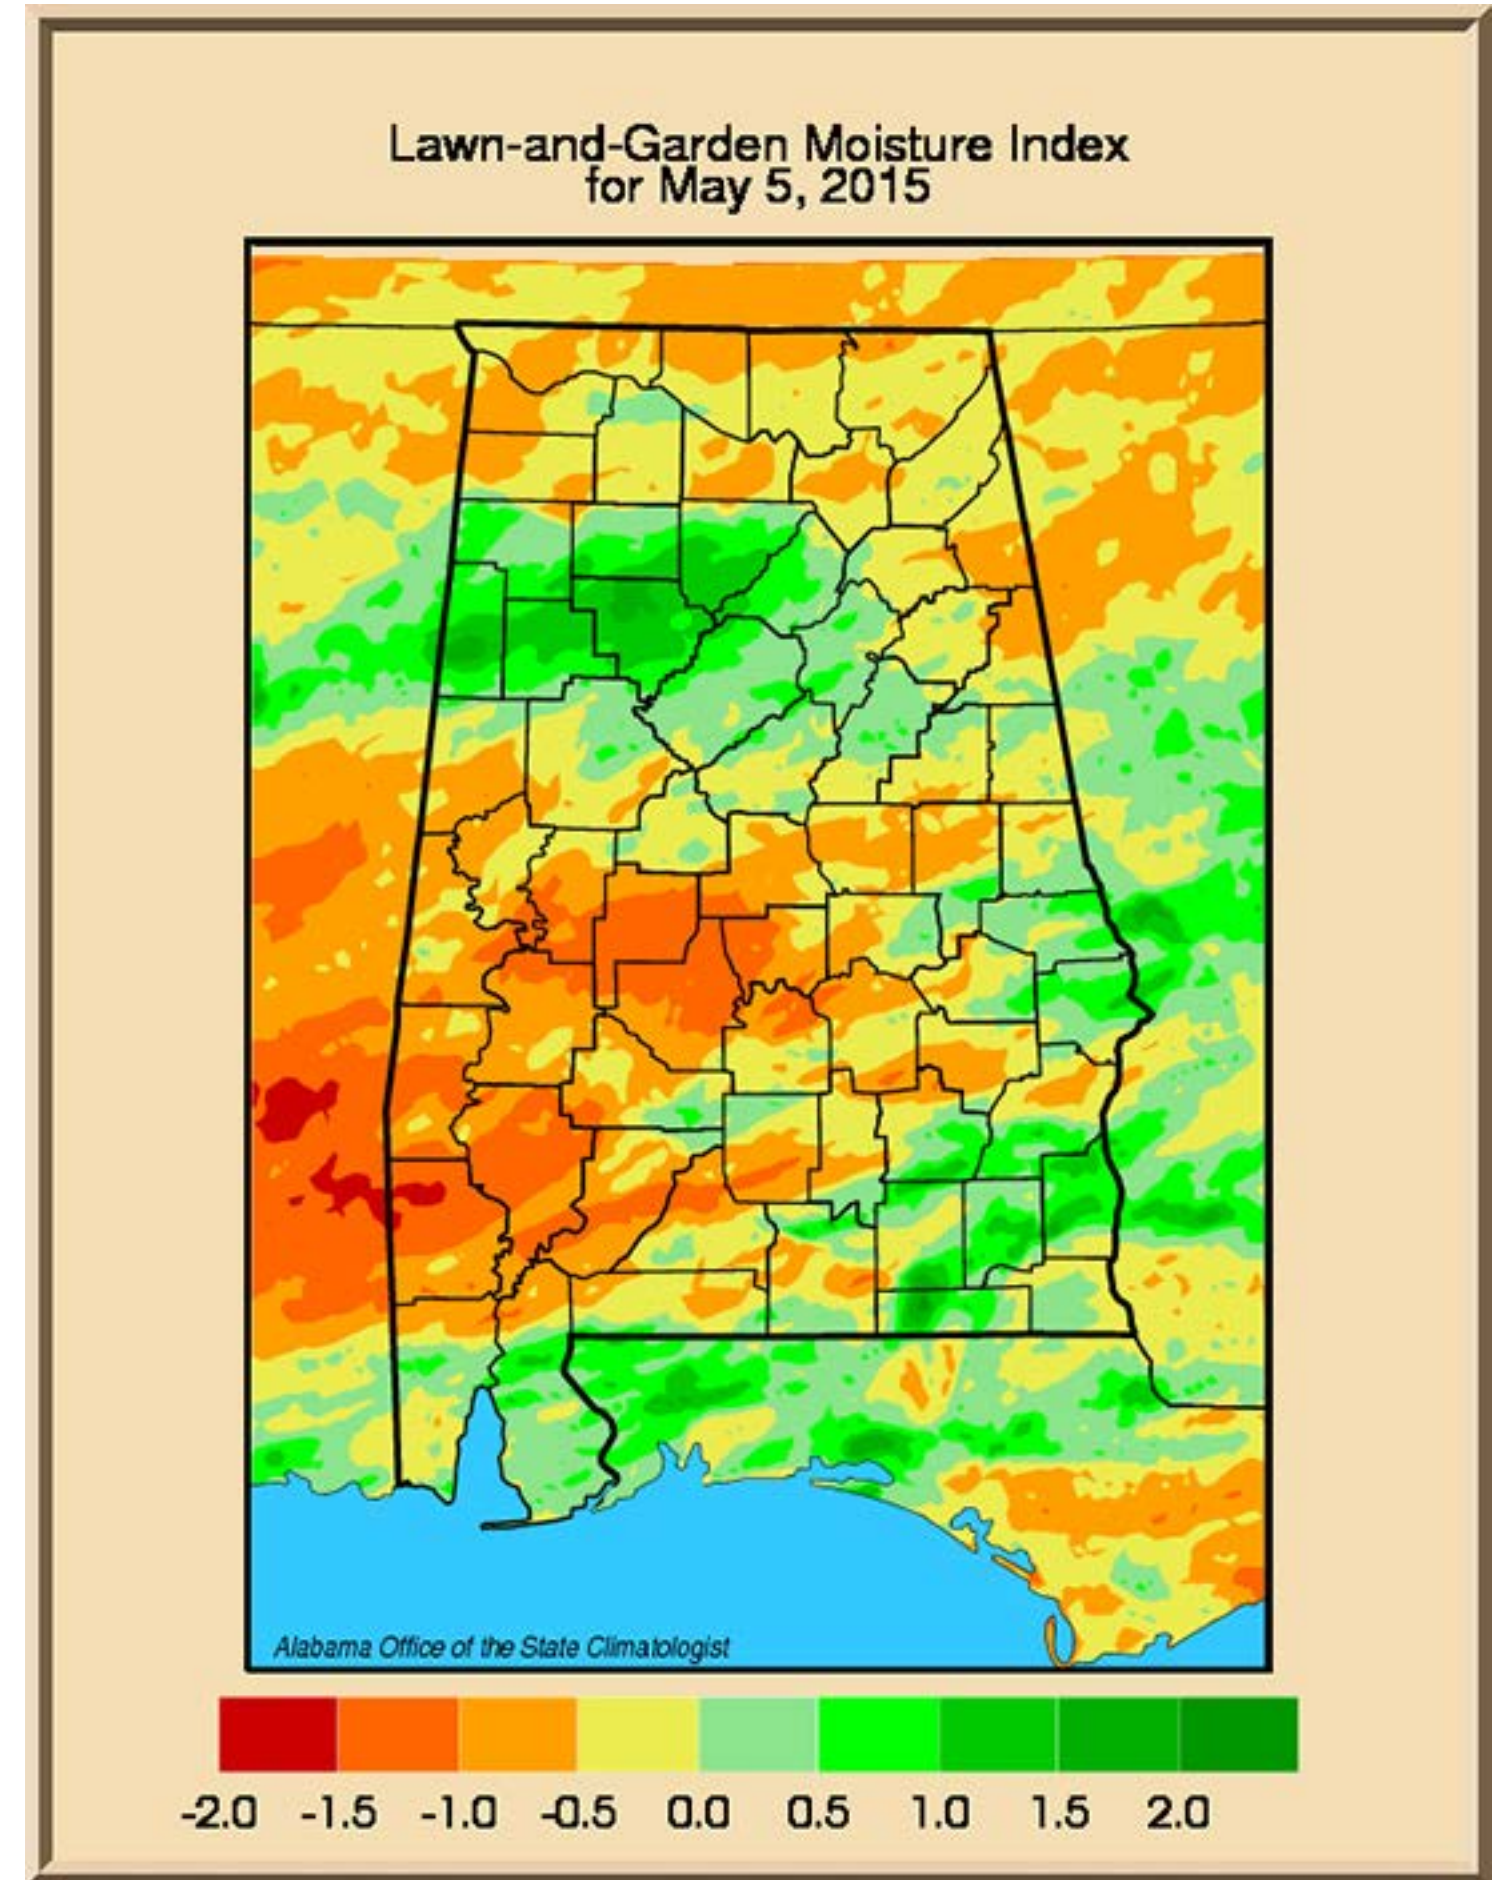 Lawn-and-Garden Moisture Index
for May 5, 2015
Alabama Office of the State Climatologist
-2.0 -1.5 -1.0 -0.5 0.0 0.5 1.0 1.5 2.0